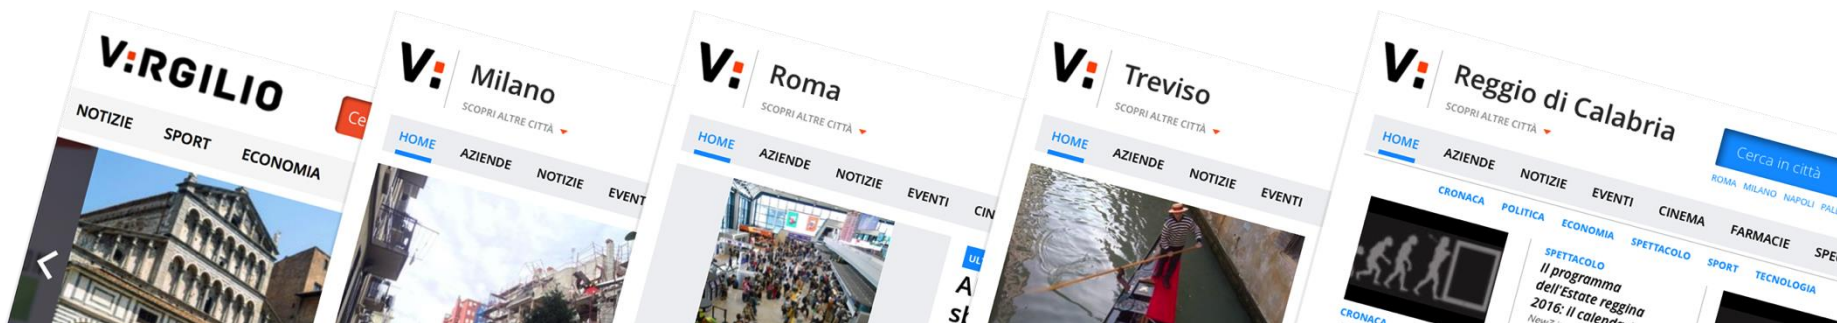 VIRGILIO
NOTIZIE SPORT ECONOMIA
V: Milano
SCOPRI ALTRE CITTÀ
HOME AZIENDE NOTIZIE
V: Roma
SCOPRI ALTRE CITTÀ
HOME AZIENDE NOTIZIE EVENTI
V: Treviso
SCOPRI ALTRE CITTÀ
HOME AZIENDE NOTIZIE EVENTI
V: Reggio di Calabria
SCOPRI ALTRE CITTÀ
Cerca in città
ROMA MILANO NAPOLI
HOME AZIENDE NOTIZIE EVENTI CINEMA FARMACIE
CRONACA POLITICA ECONOMIA SPETTACOLO SPORT TECNOLOGIA
SPETTACOLO
Il programma
dell'Estate reggina
2016: Il
CRONACA